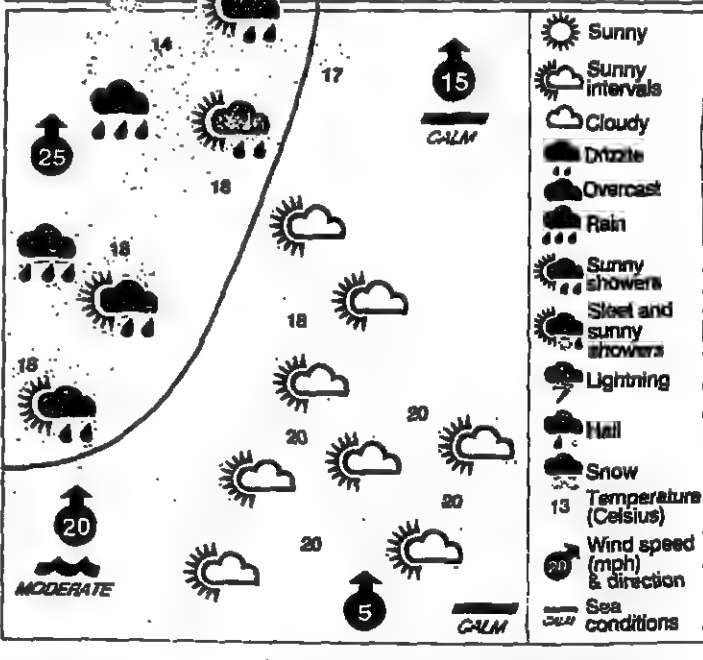 14
17
15
CALM
25
18
18
18
18
20
20
20
20
20
MODERATE
5
CALM
Sunny
Sunny
intervals
Cloudy
Drizzle
Overcast
Rain
Sunny
showers
Sleet and
sunny
showers
Lightning
Hail
Snow
13 Temperature
(Celsius)
20 Wind speed
(mph)
& direction
CALM Sea
conditions